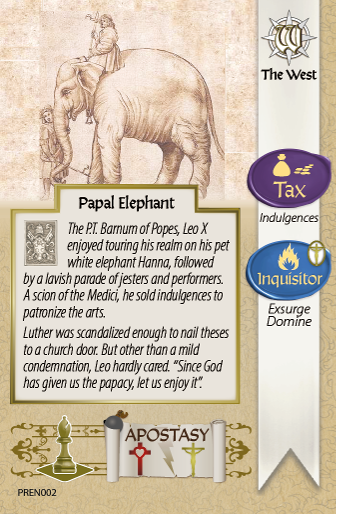 W
The West
Tax
Indulgences
Inquisitor
Exsurge
Domine
Papal Elephant
The P.T. Barnum of Popes, Leo X
enjoyed touring his realm on his pet
white elephant Hanna, followed
by a lavish parade of jesters and performers.
A scion of the Medici, he sold indulgences to
patronize the arts.
Luther was scandalized enough to nail theses
to a church door. But other than a mild
condemnation, Leo hardly cared. “Since God
has given us the papacy, let us enjoy it”.
APOSTASY
PREN002